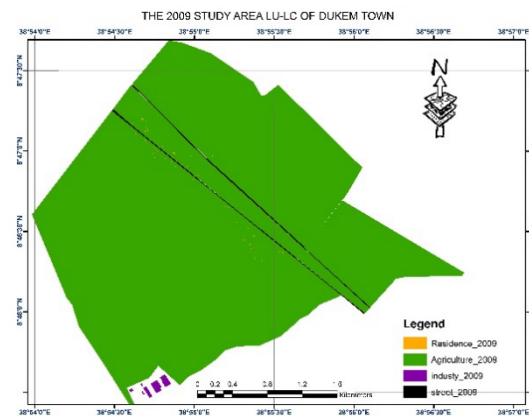 THE 2009 STUDY AREA LU-LC OF DUKEM TOWN
38°54'0"E 38°54'30"E 38°55'0"E 38°55'30"E 38°56'0"E 38°56'30"E 38°57'0"E
N
Legend
Residence_2009
Agriculture_2009
industy_2009
street_2009
0 0.2 0.4 0.8 1.2 1.6
Kilometers
38°54'0"E 38°54'30"E 38°55'0"E 38°55'30"E 38°56'0"E 38°56'30"E 38°57'0"E